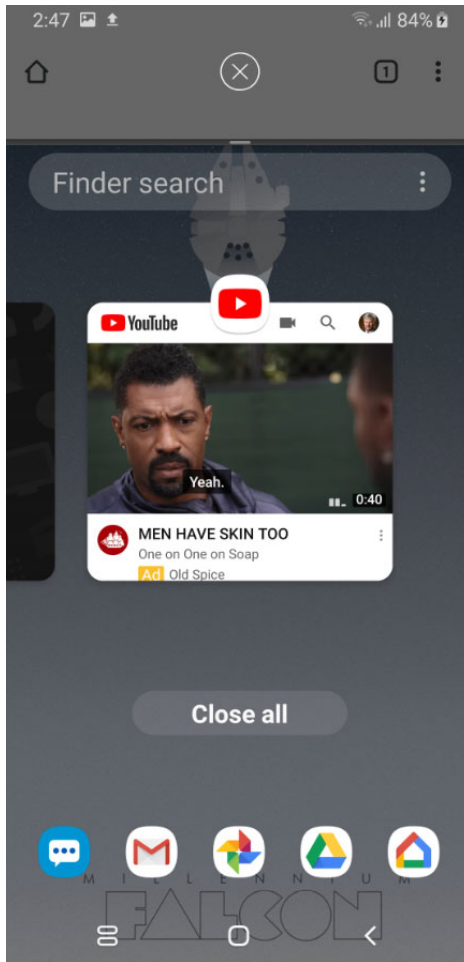 2:47 84%
1
Finder search
YouTube
Yeah.
0:40
MEN HAVE SKIN TOO
One on One on Soap
Ad Old Spice
Close all
MILLENNIUM
FALCON